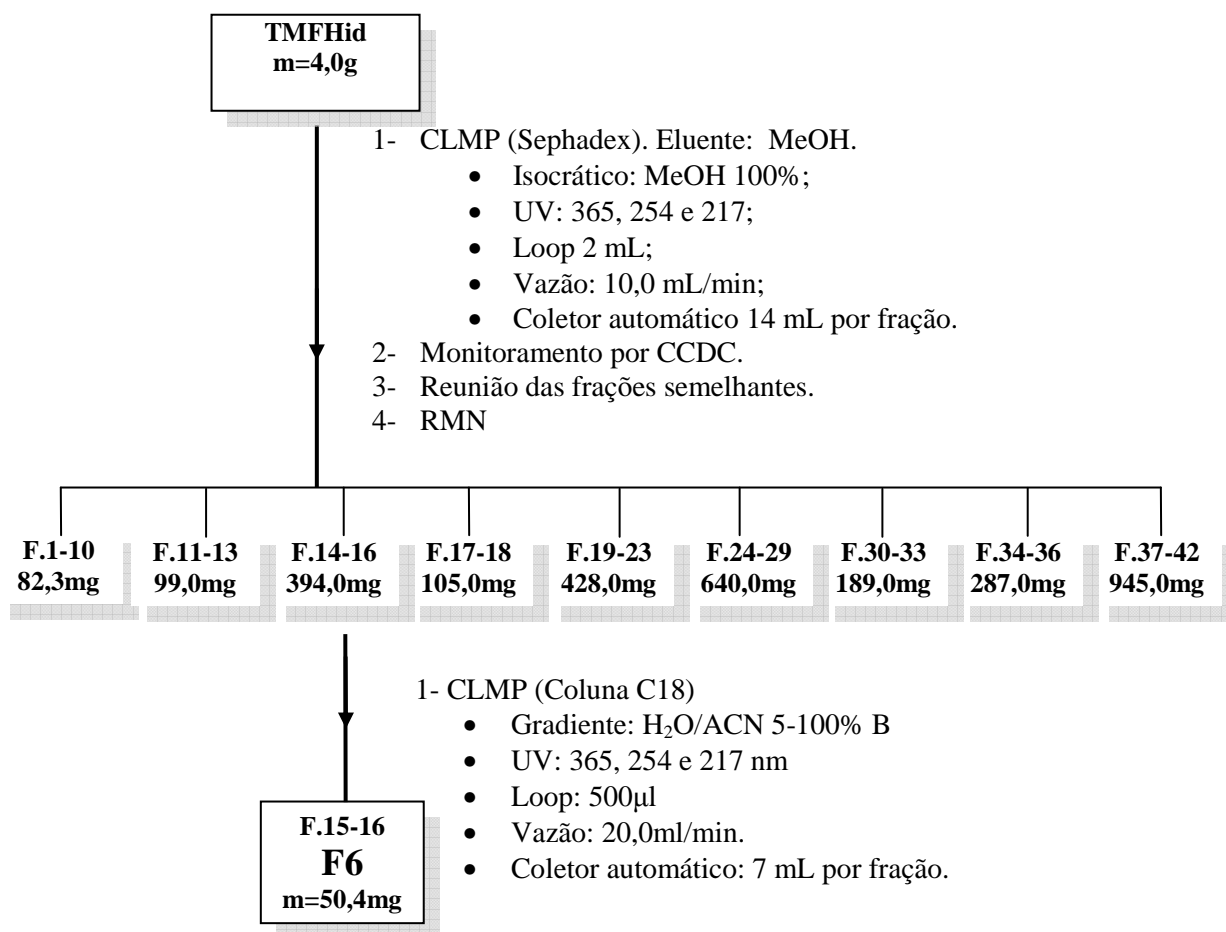 TMFHid
m=4,0g
1- CLMP (Sephadex). Eluente: MeOH.
• Isocrático: MeOH 100%;
• UV: 365, 254 e 217;
• Loop 2 mL;
• Vazão: 10,0 mL/min;
• Coletor automático 14 mL por fração.
2- Monitoramento por CCDC.
3- Reunião das frações semelhantes.
4- RMN
F.1-10
82,3mg
F.11-13
99,0mg
F.14-16
394,0mg
F.17-18
105,0mg
F.19-23
428,0mg
F.24-29
640,0mg
F.30-33
189,0mg
F.34-36
287,0mg
F.37-42
945,0mg
1- CLMP (Coluna C18)
• Gradiente: H₂O/ACN 5-100% B
• UV: 365, 254 e 217 nm
• Loop: 500µl
• Vazão: 20,0ml/min.
• Coletor automático: 7 mL por fração.
F.15-16
F6
m=50,4mg